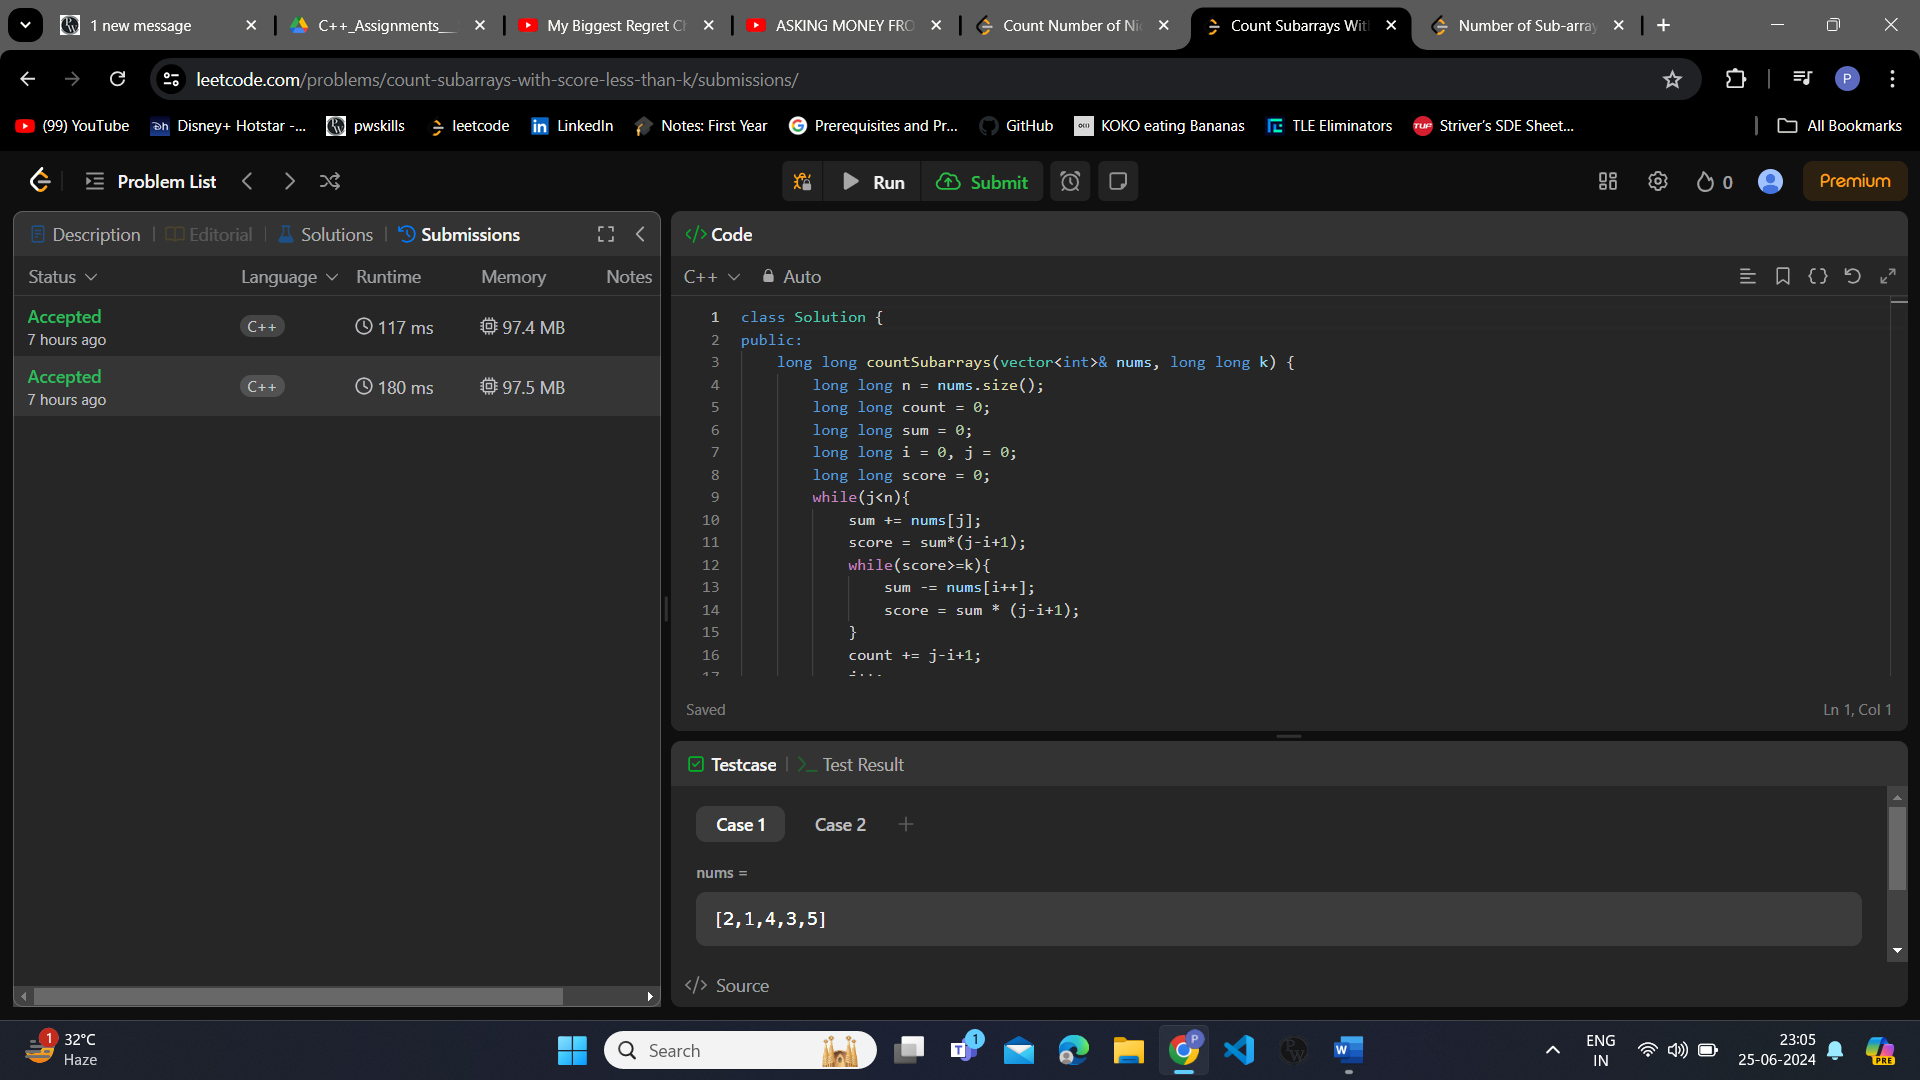 1 new message
C++_Assignments__
My Biggest Regret Ch
ASKING MONEY FRO
Count Number of Nic
Count Subarrays Wit
Number of Sub-array
leetcode.com/problems/count-subarrays-with-score-less-than-k/submissions/
P
(99) YouTube
Disney+ Hotstar -...
pwskills
leetcode
LinkedIn
Notes: First Year
Prerequisites and Pr...
GitHub
KOKO eating Bananas
TLE Eliminators
Striver's SDE Sheet...
All Bookmarks
Problem List
Run
Submit
0
Premium
Description
Editorial
Solutions
Submissions
Status
Language
Runtime
Memory
Notes
Accepted
7 hours ago
C++
117 ms
97.4 MB
Accepted
7 hours ago
C++
180 ms
97.5 MB
</> Code
C++
Auto
1 class Solution {
2 public:
3 long long countSubarrays(vector<int>& nums, long long k) {
4 long long n = nums.size();
5 long long count = 0;
6 long long sum = 0;
7 long long i = 0, j = 0;
8 long long score = 0;
9 while(j<n){
10 sum += nums[j];
11 score = sum*(j-i+1);
12 while(score>=k){
13 sum -= nums[i++];
14 score = sum * (j-i+1);
15 }
16 count += j-i+1;
17 j++;
Saved
Ln 1, Col 1
Testcase
Test Result
Case 1
Case 2
nums =
[2,1,4,3,5]
</> Source
1
32°C
Haze
Search
1
P
ENG
IN
23:05
25-06-2024
PRE